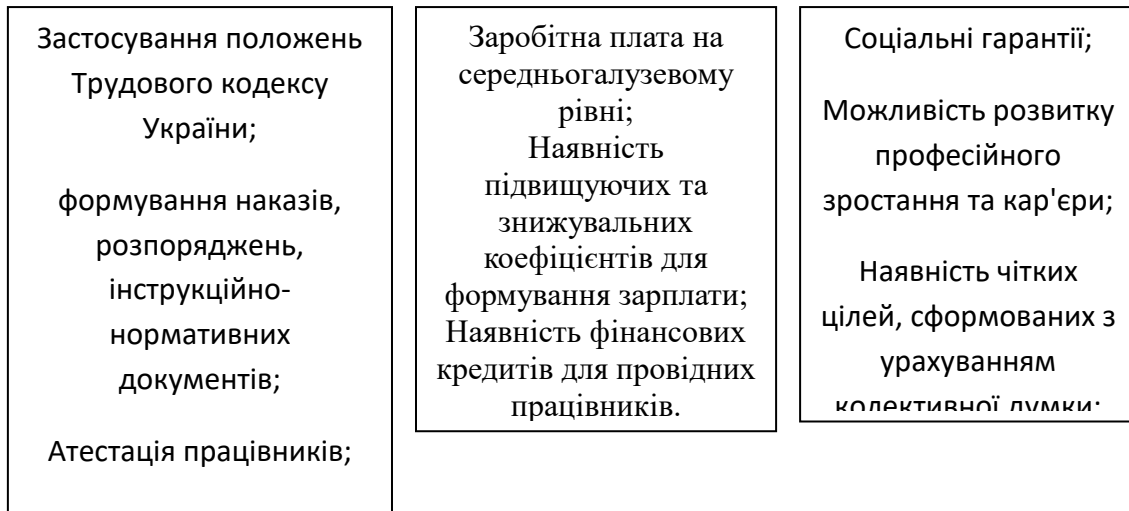 Застосування положень
Трудового кодексу
України;
формування наказів,
розпоряджень,
інструкційно-
нормативних
документів;
Атестація працівників;
Заробітна плата на
середньогалузевому
рівні;
Наявність
підвищуючих та
знижувальних
коефіцієнтів для
формування зарплати;
Наявність фінансових
кредитів для провідних
працівників.
Соціальні гарантії;
Можливість розвитку
професійного
зростання та кар'єри;
Наявність чітких
цілей, сформованих з
урахуванням
колективної думки;